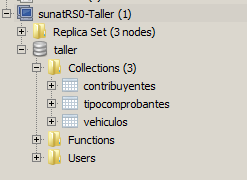 sunatRS0-Taller (1)
Replica Set (3 nodes)
taller
Collections (3)
contribuyentes
tipocomprobantes
vehiculos
Functions
Users